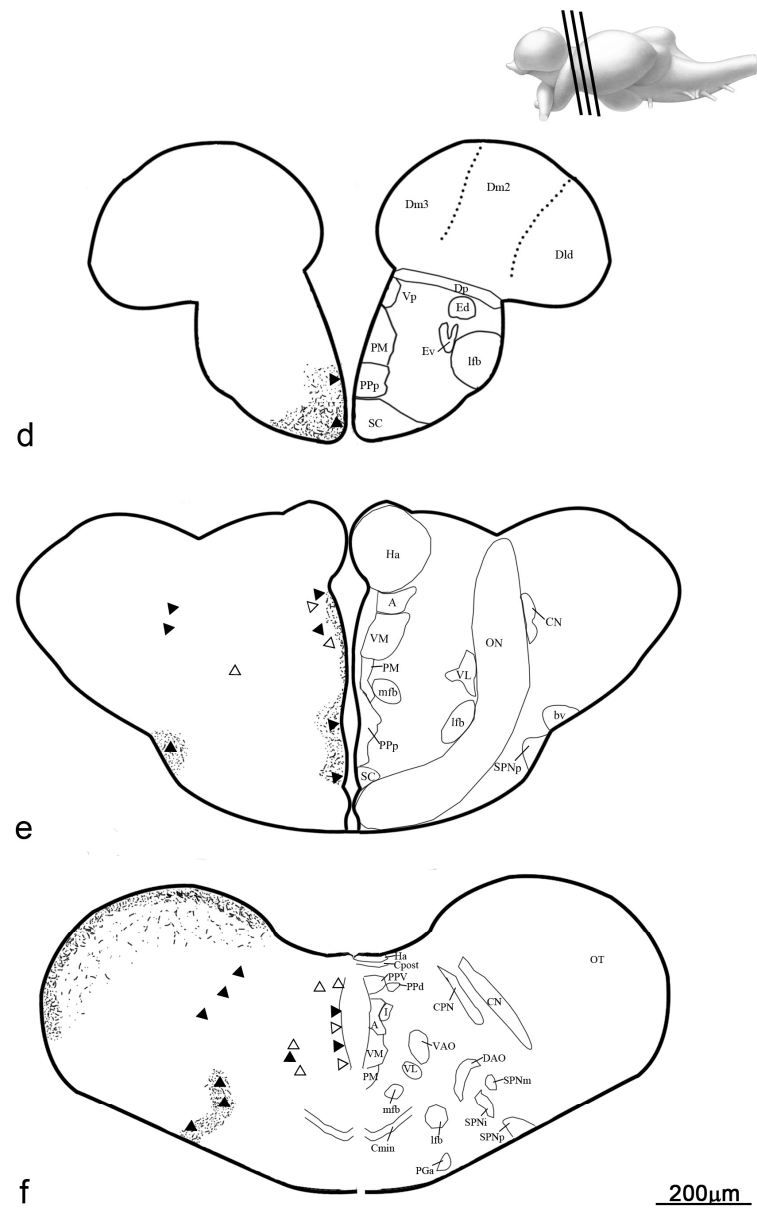 Dm3
Dm2
Dld
Dp
Vp
Ed
PM
Ev
lfb
PPp
SC
d
Ha
A
CN
VM
ON
PM
VL
mfb
lfb
bv
PPp
SPNp
SC
e
Ha
Cpost
OT
PPV
PPd
CPN
CN
I
A
VM
VAO
DAO
PM
VL
SPNm
mfb
SPNi
Cmin
lfb
SPNp
PGa
f
200µm